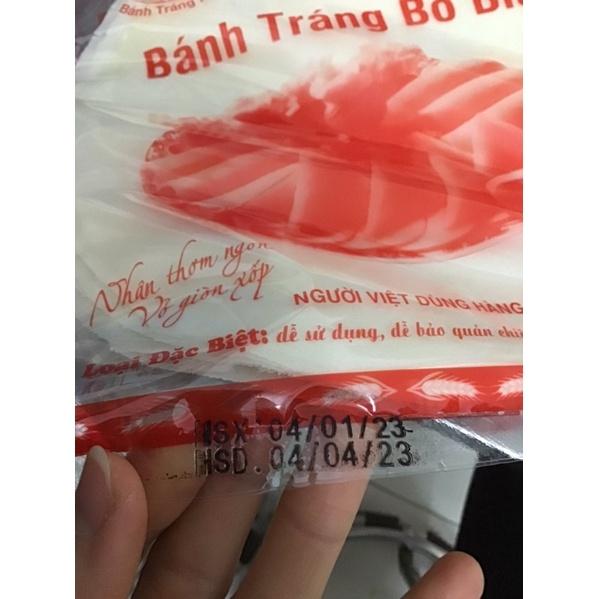 Bánh Tráng
Bánh Tráng Bò
Nhân thơm ngon
Vỏ giòn xốp
NGƯỜI VIỆT DÙNG HÀNG
Loại Đặc Biệt: dễ sử dụng, dễ bảo quản
NSX 04/01/23
HSD. 04/04/23